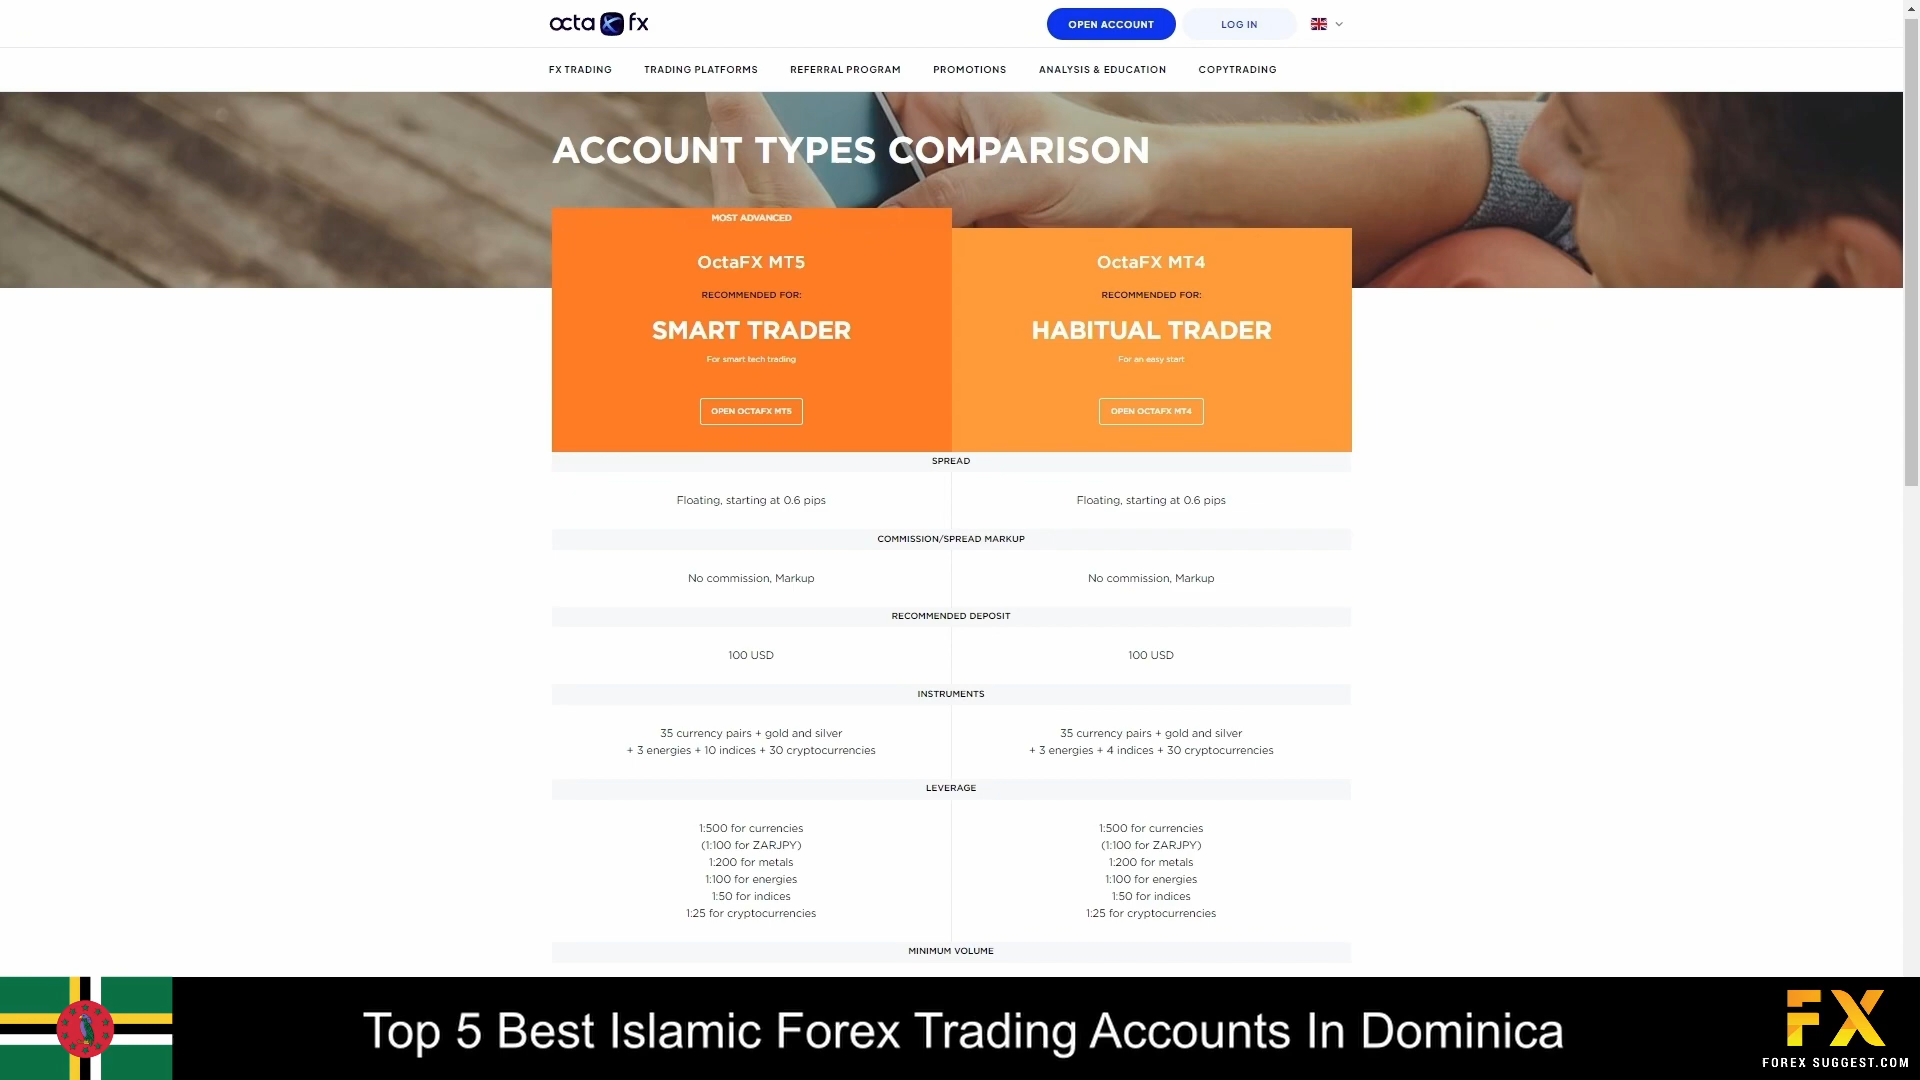 octa fx
OPEN ACCOUNT
LOG IN
FX TRADING
TRADING PLATFORMS
REFERRAL PROGRAM
PROMOTIONS
ANALYSIS & EDUCATION
COPYTRADING
ACCOUNT TYPES COMPARISON
MOST ADVANCED
OctaFX MT5
RECOMMENDED FOR:
SMART TRADER
For smart tech trading
OPEN OCTAFX MT5
OctaFX MT4
RECOMMENDED FOR:
HABITUAL TRADER
For an easy start
OPEN OCTAFX MT4
SPREAD
Floating, starting at 0.6 pips
Floating, starting at 0.6 pips
COMMISSION/SPREAD MARKUP
No commission, Markup
No commission, Markup
RECOMMENDED DEPOSIT
100 USD
100 USD
INSTRUMENTS
35 currency pairs + gold and silver
+ 3 energies + 10 indices + 30 cryptocurrencies
35 currency pairs + gold and silver
+ 3 energies + 4 indices + 30 cryptocurrencies
LEVERAGE
1:500 for currencies
(1:100 for ZARJPY)
1:200 for metals
1:100 for energies
1:50 for indices
1:25 for cryptocurrencies
1:500 for currencies
(1:100 for ZARJPY)
1:200 for metals
1:100 for energies
1:50 for indices
1:25 for cryptocurrencies
MINIMUM VOLUME
Top 5 Best Islamic Forex Trading Accounts In Dominica
FX
FOREX SUGGEST.COM